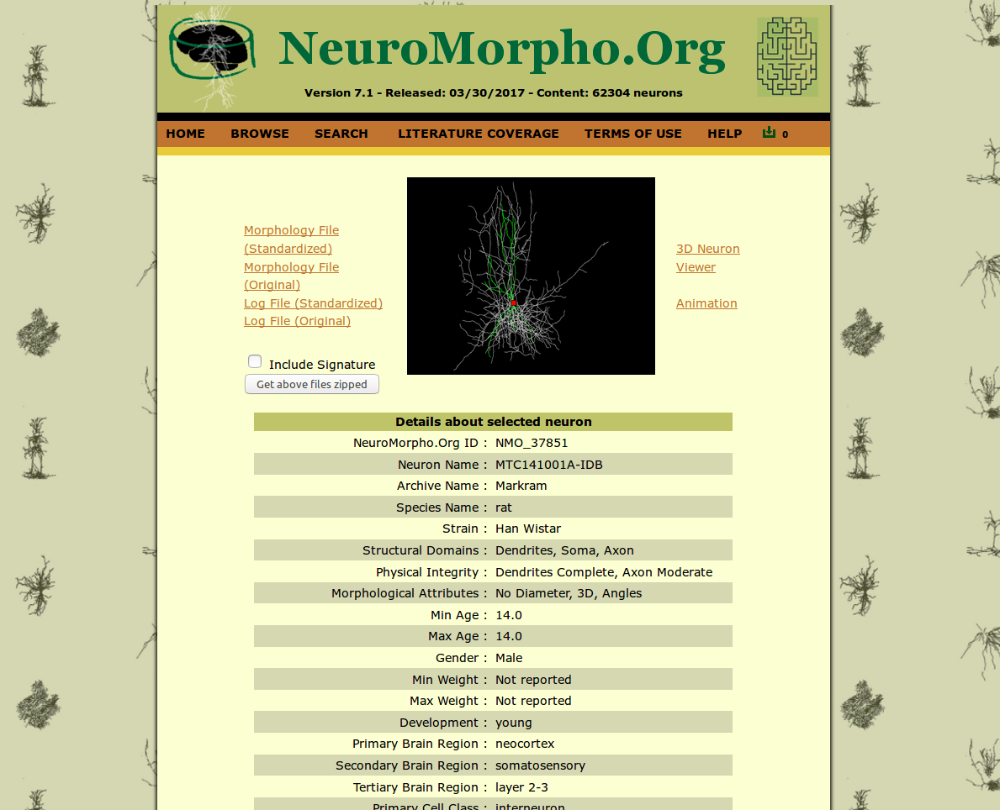 NeuroMorpho.Org
Version 7.1 - Released: 03/30/2017 - Content: 62304 neurons
HOME BROWSE SEARCH LITERATURE COVERAGE TERMS OF USE HELP 0
Morphology File
(Standardized)
Morphology File
(Original)
Log File (Standardized)
Log File (Original)
Include Signature
Get above files zipped
3D Neuron
Viewer
Animation
Details about selected neuron
NeuroMorpho.Org ID : NMO_37851
Neuron Name : MTC141001A-IDB
Archive Name : Markram
Species Name : rat
Strain : Han Wistar
Structural Domains : Dendrites, Soma, Axon
Physical Integrity : Dendrites Complete, Axon Moderate
Morphological Attributes : No Diameter, 3D, Angles
Min Age : 14.0
Max Age : 14.0
Gender : Male
Min Weight : Not reported
Max Weight : Not reported
Development : young
Primary Brain Region : neocortex
Secondary Brain Region : somatosensory
Tertiary Brain Region : layer 2-3
Primary Cell Class : interneuron